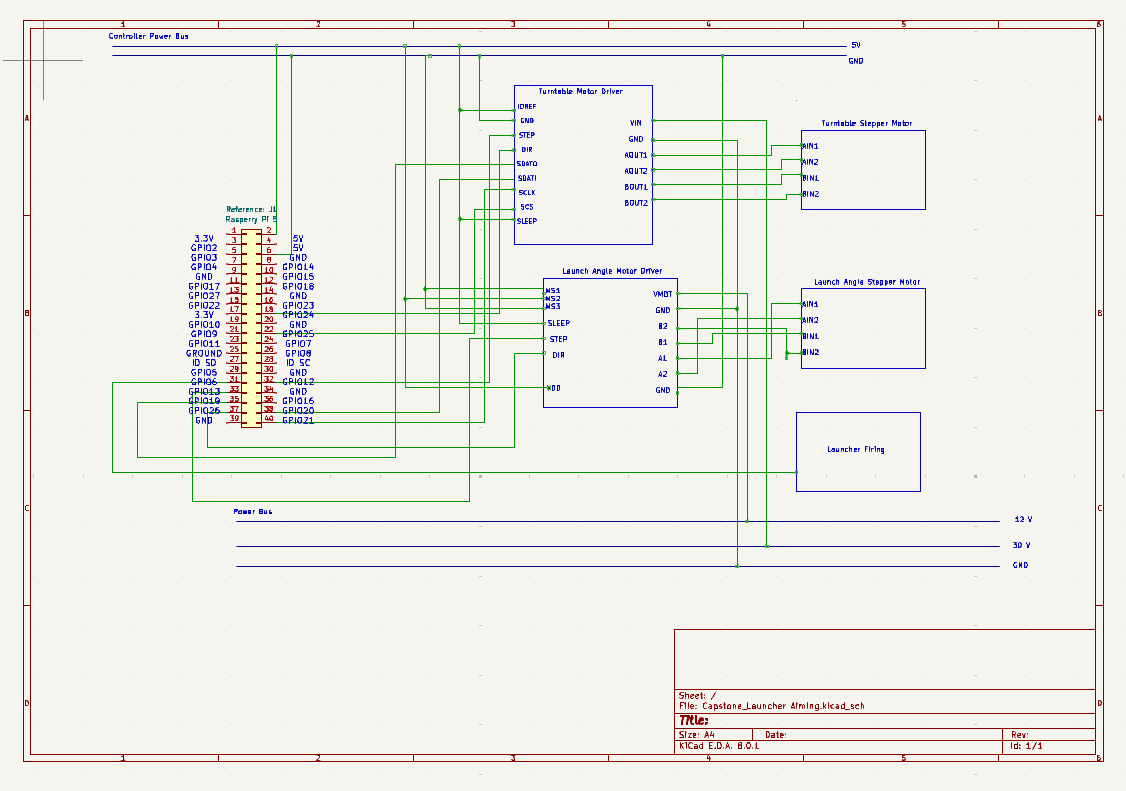 1 2 3 4 5 6
Controller Power Bus
5V
GND
Turntable Motor Driver
IOREF
GND
STEP
DIR
SDATO
SDATI
SCLK
SCS
SLEEP
VIN
GND
AOUT1
AOUT2
BOUT1
BOUT2
Turntable Stepper Motor
AIN1
AIN2
BIN1
BIN2
A
A
Reference: J1
Rasperry Pi 5
1 2
3.3V 3 4 5V
GPIO2 5 6 5V
GPIO3 7 8 GND
GPIO4 9 10 GPIO14
GND 11 12 GPIO15
GPIO17 13 14 GPIO18
GPIO27 15 16 GND
GPIO22 17 18 GPIO23
3.3V 19 20 GPIO24
GPIO10 21 22 GND
GPIO9 23 24 GPIO25
GPIO11 25 26 GPIO7
GROUND 27 28 GPIO8
ID SD 29 30 ID SC
GPIO5 31 32 GND
GPIO6 33 34 GPIO12
GPIO13 35 36 GND
GPIO19 37 38 GPIO16
GPIO26 39 40 GPIO20
GND GPIO21
Launch Angle Motor Driver
MS1
MS2
MS3
SLEEP
STEP
DIR
VDD
VMOT
GND
B2
B1
A1
A2
GND
Launch Angle Stepper Motor
AIN1
AIN2
BIN1
BIN2
B
B
Launcher Firing
Power Bus
12 V
30 V
GND
C
C
Sheet: /
File: Capstone_Launcher Aiming.kicad_sch
Title:
Size: A4 Date: Rev:
KiCad E.D.A. 8.0.1 Id: 1/1
D
D
1 2 3 4 5 6